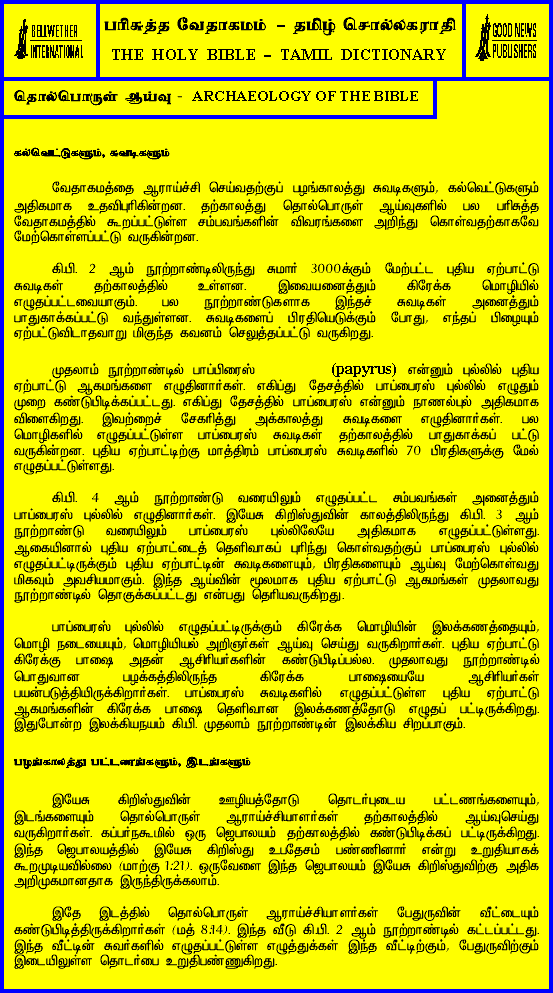 BELLWETHER
INTERNATIONAL
பரிசுத்த வேதாகமம் – தமிழ் சொல்லகராதி
THE HOLY BIBLE – TAMIL DICTIONARY
GOOD NEWS
PUBLISHERS
தொல்பொருள் ஆய்வு - ARCHAEOLOGY OF THE BIBLE
கல்வெட்டுகளும், சுவடிகளும்
வேதாகமத்தை ஆராய்ச்சி செய்வதற்குப் பழங்காலத்து சுவடிகளும், கல்வெட்டுகளும்
அதிகமாக உதவிபுரிகின்றன. தற்காலத்து தொல்பொருள் ஆய்வுகளில் பல பரிசுத்த
வேதாகமத்தில் கூறப்பட்டுள்ள சம்பவங்களின் விவரங்களை அறிந்து கொள்வதற்காகவே
மேற்கொள்ளப்பட்டு வருகின்றன.
கி.பி. 2 ஆம் நூற்றாண்டிலிருந்து சுமார் 3000க்கும் மேற்பட்ட புதிய ஏற்பாட்டு
சுவடிகள் தற்காலத்தில் உள்ளன. இவையனைத்தும் கிரேக்க மொழியில்
எழுதப்பட்டவையாகும். பல நூற்றாண்டுகளாக இந்தச் சுவடிகள் அனைத்தும்
பாதுகாக்கப்பட்டு வந்துள்ளன. சுவடிகளைப் பிரதியெடுக்கும் போது, எந்தப் பிழையும்
ஏற்பட்டுவிடாதவாறு மிகுந்த கவனம் செலுத்தப்பட்டு வருகிறது.
முதலாம் நூற்றாண்டில் பாப்பிரைஸ் (papyrus) என்னும் புல்லில் புதிய
ஏற்பாட்டு ஆகமங்களை எழுதினார்கள். எகிப்து தேசத்தில் பாப்பைரஸ் புல்லில் எழுதும்
முறை கண்டுபிடிக்கப்பட்டது. எகிப்து தேசத்தில் பாப்பைரஸ் என்னும் நாணல்புல் அதிகமாக
விளைகிறது. இவற்றைச் சேகரித்து அக்காலத்து சுவடிகளை எழுதினார்கள். பல
மொழிகளில் எழுதப்பட்டுள்ள பாப்பைரஸ் சுவடிகள் தற்காலத்தில் பாதுகாக்கப் பட்டு
வருகின்றன. புதிய ஏற்பாட்டிற்கு மாத்திரம் பாப்பைரஸ் சுவடிகளில் 70 பிரதிகளுக்கு மேல்
எழுதப்பட்டுள்ளது.
கி.பி. 4 ஆம் நூற்றாண்டு வரையிலும் எழுதப்பட்ட சம்பவங்கள் அனைத்தும்
பாப்பைரஸ் புல்லில் எழுதினார்கள். இயேசு கிறிஸ்துவின் காலத்திலிருந்து கி.பி. 3 ஆம்
நூற்றாண்டு வரையிலும் பாப்பைரஸ் புல்லிலேயே அதிகமாக எழுதப்பட்டுள்ளது.
ஆகையினால் புதிய ஏற்பாட்டைத் தெளிவாகப் புரிந்து கொள்வதற்குப் பாப்பைரஸ் புல்லில்
எழுதப்பட்டிருக்கும் புதிய ஏற்பாட்டின் சுவடிகளையும், பிரதிகளையும் ஆய்வு மேற்கொள்வது
மிகவும் அவசியமாகும். இந்த ஆய்வின் மூலமாக புதிய ஏற்பாட்டு ஆகமங்கள் முதலாவது
நூற்றாண்டில் தொகுக்கப்பட்டது என்பது தெரியவருகிறது.
பாப்பைரஸ் புல்லில் எழுதப்பட்டிருக்கும் கிரேக்க மொழியின் இலக்கணத்தையும்,
மொழி நடையையும், மொழியியல் அறிஞர்கள் ஆய்வு செய்து வருகிறார்கள். புதிய ஏற்பாட்டு
கிரேக்கு பாஷை அதன் ஆசிரியர்களின் கண்டுபிடிப்பல்ல. முதலாவது நூற்றாண்டில்
பொதுவான பழக்கத்திலிருந்த கிரேக்க பாஷையையே ஆசிரியர்கள்
பயன்படுத்தியிருக்கிறார்கள். பாப்பைரஸ் சுவடிகளில் எழுதப்பட்டுள்ள புதிய ஏற்பாட்டு
ஆகமங்களின் கிரேக்க பாஷை தெளிவான இலக்கணத்தோடு எழுதப் பட்டிருக்கிறது.
இதுபோன்ற இலக்கியநயம் கி.பி. முதலாம் நூற்றாண்டின் இலக்கிய சிறப்பாகும்.
பழங்காலத்து பட்டணங்களும், இடங்களும்
இயேசு கிறிஸ்துவின் ஊழியத்தோடு தொடர்புடைய பட்டணங்களையும்,
இடங்களையும் தொல்பொருள் ஆராய்ச்சியாளர்கள் தற்காலத்தில் ஆய்வுசெய்து
வருகிறார்கள். கப்பர்நகூமில் ஒரு ஜெபாலயம் தற்காலத்தில் கண்டுபிடிக்கப் பட்டிருக்கிறது.
இந்த ஜெபாலயத்தில் இயேசு கிறிஸ்து உபதேசம் பண்ணினார் என்று உறுதியாகக்
கூறமுடியவில்லை (மாற்கு 1:21). ஒருவேளை இந்த ஜெபாலயம் இயேசு கிறிஸ்துவிற்கு அதிக
அறிமுகமானதாக இருந்திருக்கலாம்.
இதே இடத்தில் தொல்பொருள் ஆராய்ச்சியாளர்கள் பேதுருவின் வீட்டையும்
கண்டுபிடித்திருக்கிறார்கள் (மத் 8:14). இந்த வீடு கி.பி. 2 ஆம் நூற்றாண்டில் கட்டப்பட்டது.
இந்த வீட்டின் சுவர்களில் எழுதப்பட்டுள்ள எழுத்துக்கள் இந்த வீட்டிற்கும், பேதுருவிற்கும்
இடையிலுள்ள தொடர்பை உறுதிபண்ணுகிறது.